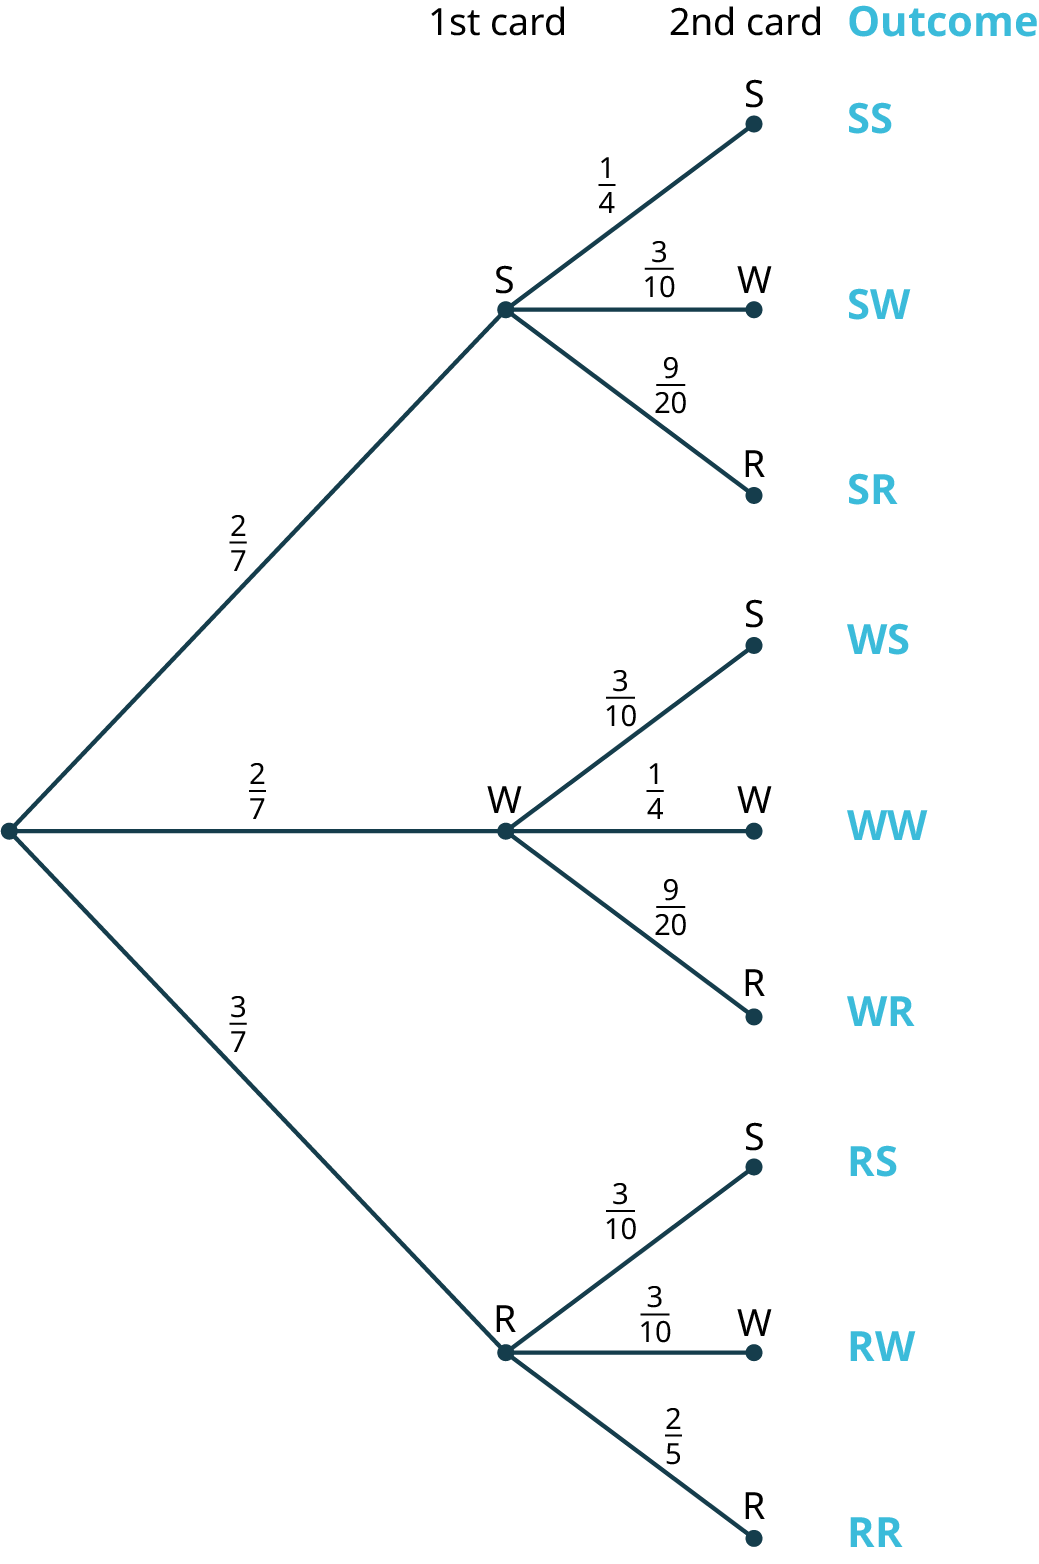 1st card 2nd card Outcome
S SS
1/4
S 3/10 W SW
9/20
R SR
2/7
S WS
3/10
2/7 W 1/4 W WW
9/20
R WR
3/7
S RS
3/10
R 3/10 W RW
2/5
R RR